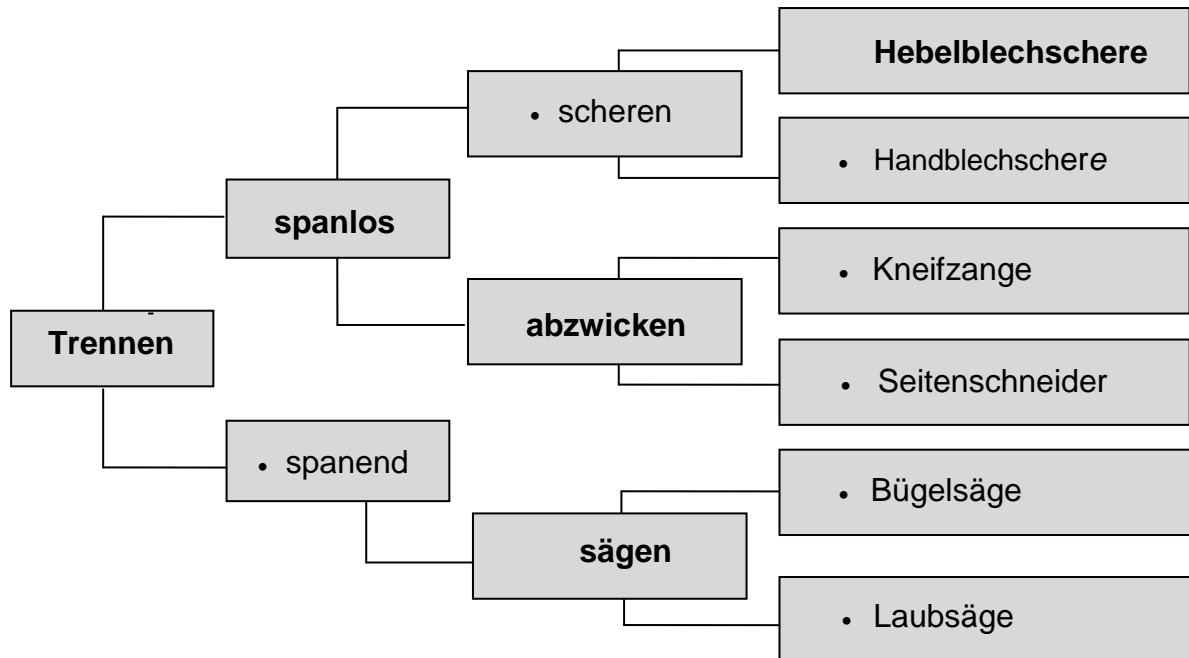 Hebelblechschere
• scheren
• Handblechschere
spanlos
• Kneifzange
abzwicken
Trennen
• Seitenschneider
• spanend
• Bügelsäge
sägen
• Laubsäge